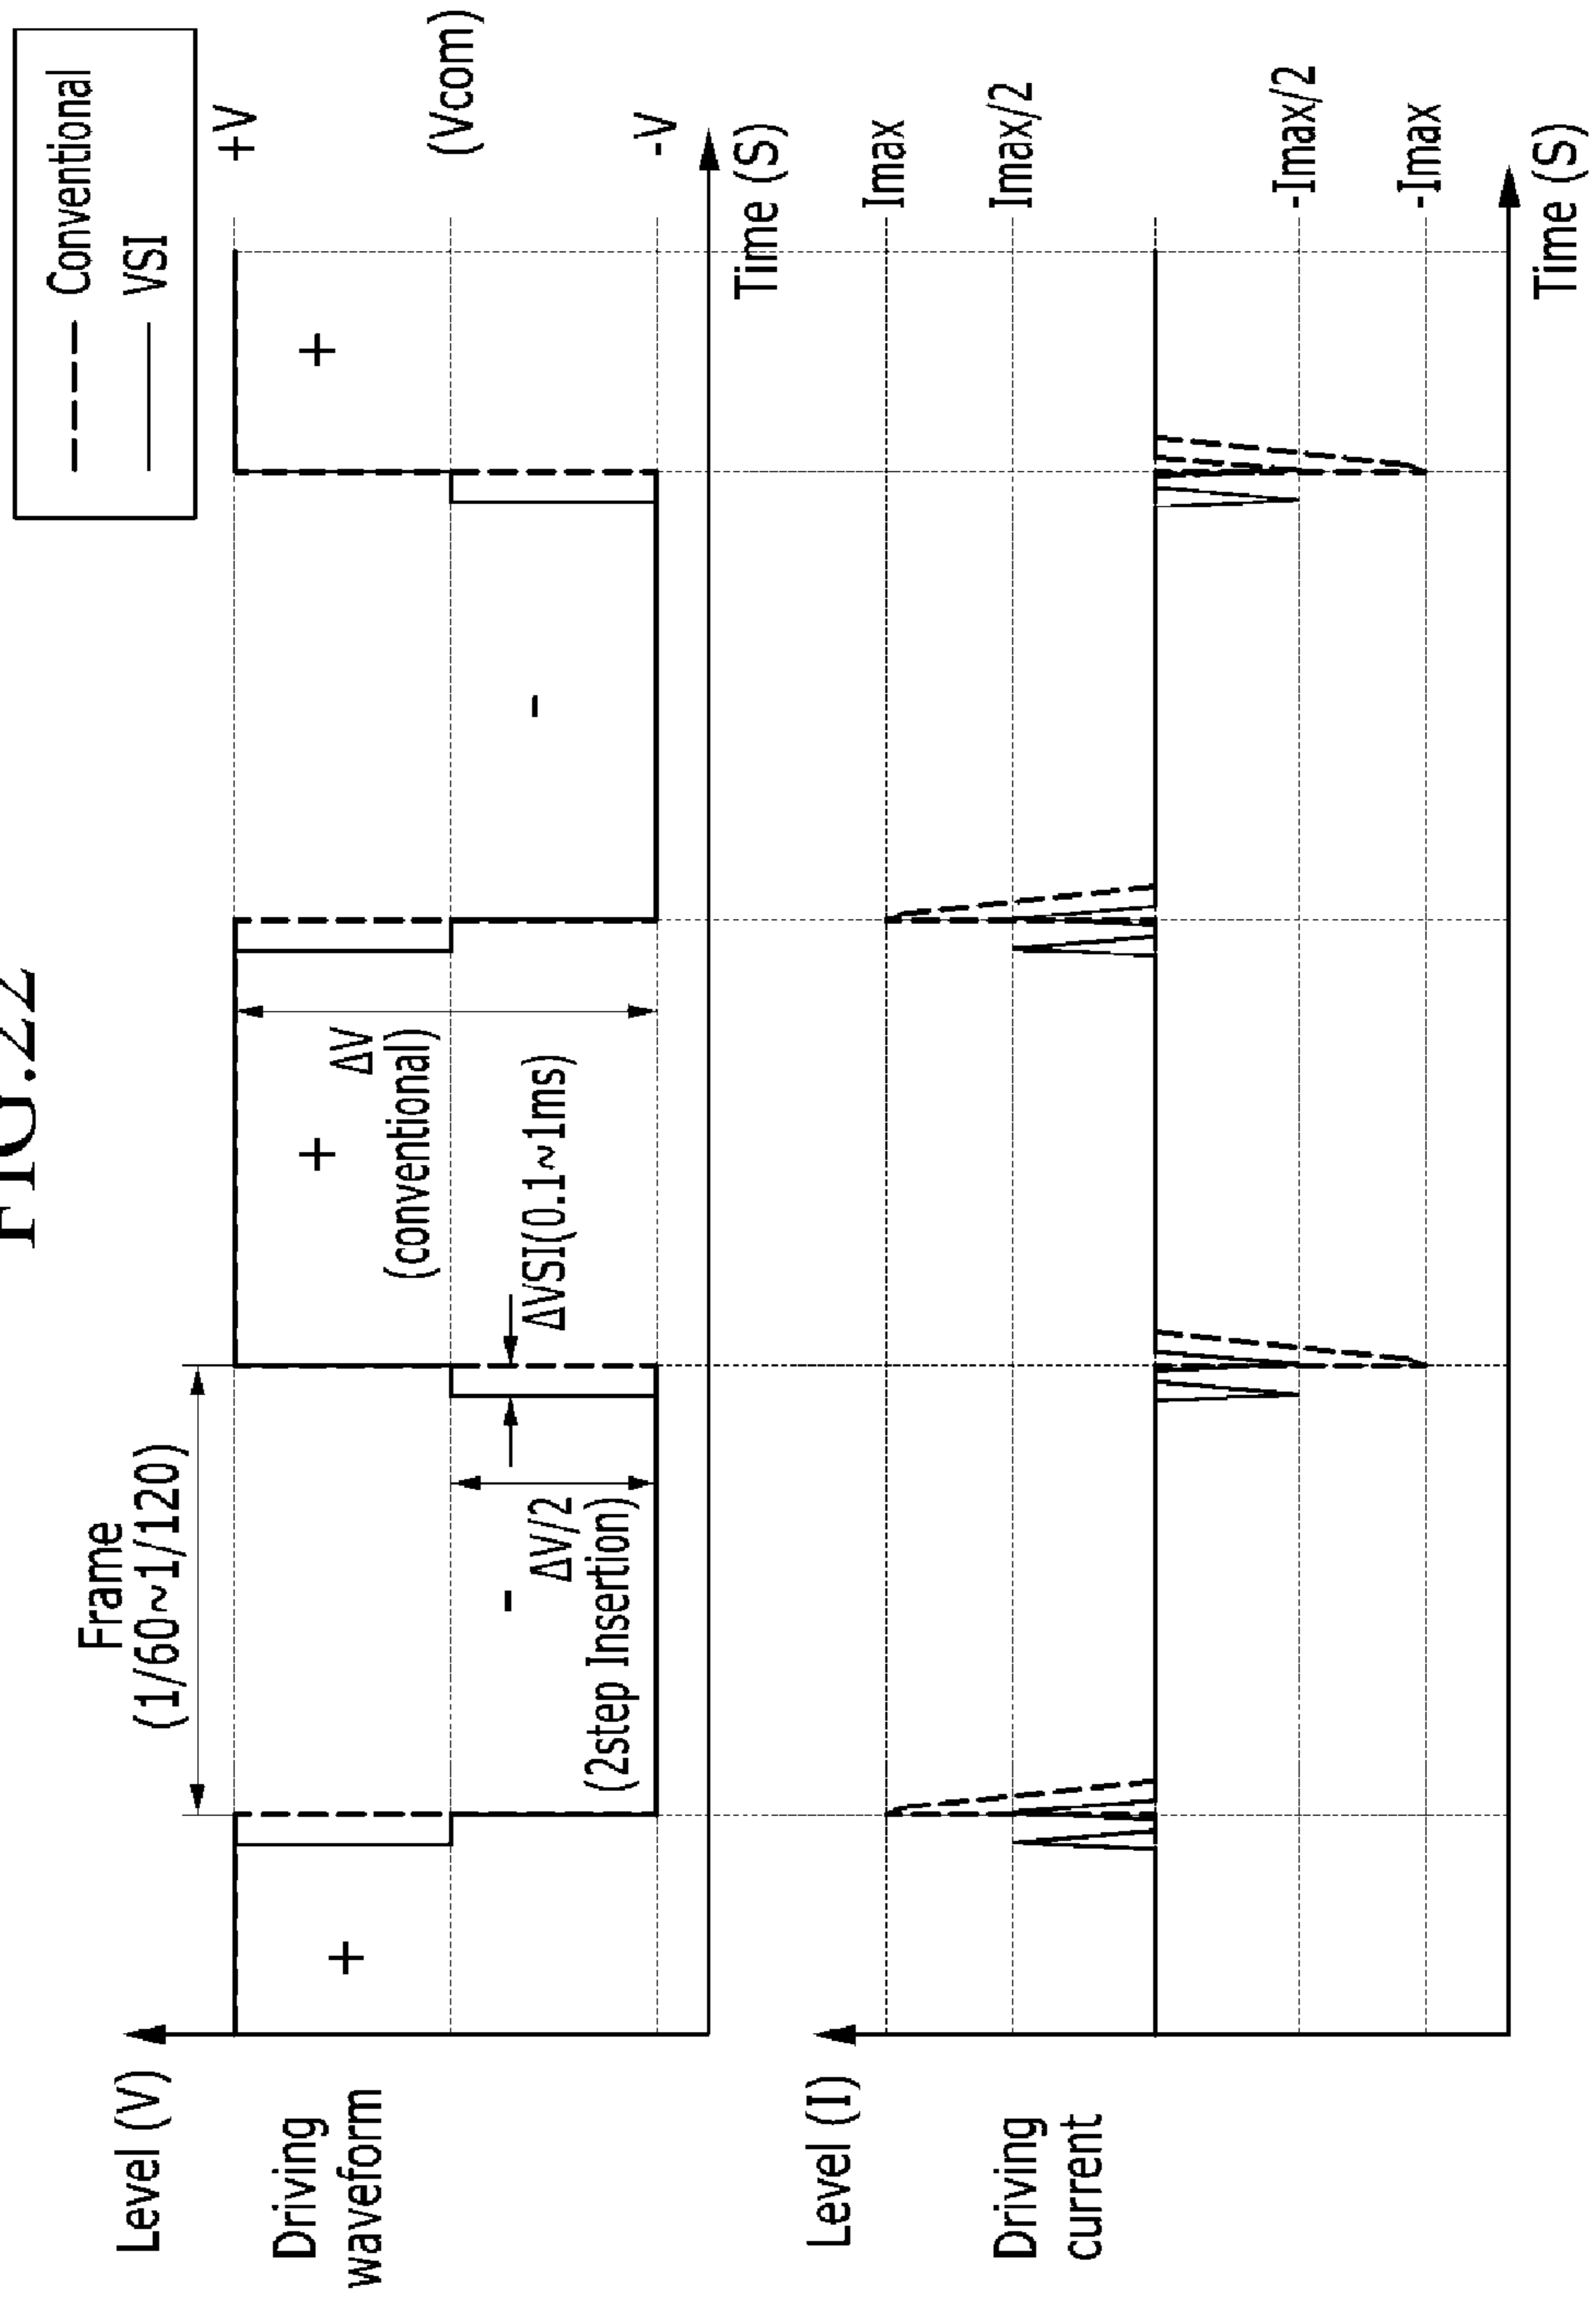 FIG.22
Conventional
VSI
Level (V)
Driving
waveform
Frame
(1/60~1/120)
+
-
+
-
+
ΔV/2
(2step Insertion)
ΔVSI(0.1~1ms)
ΔV
(conventional)
+V
(Vcom)
-V
Time (S)
Level (I)
Driving
current
Imax
Imax/2
-Imax/2
-Imax
Time (S)